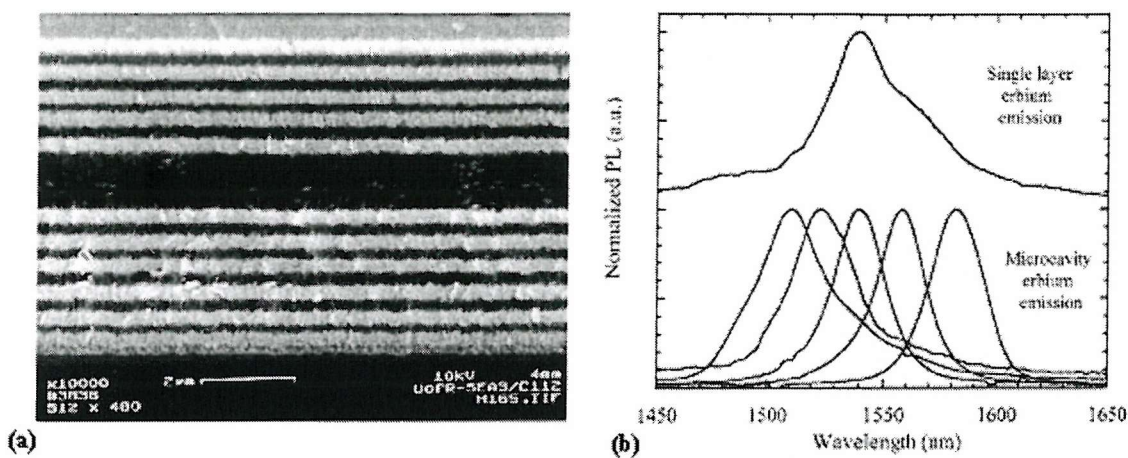 X10000
2um
10kV
4mm
512 X 480
(a)
Normalized PL (a.u.)
Single layer
erbium
emission
Microcavity
erbium
emission
1450
1500
1550
1600
1650
Wavelength (nm)
(b)